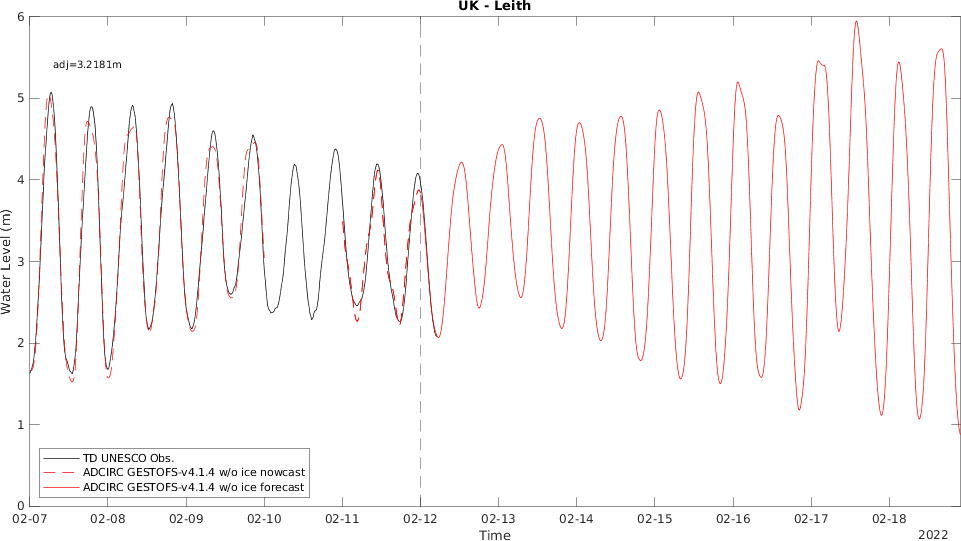 UK - Leith
adj=3.2181m
Water Level (m)
6
5
4
3
2
1
0
TD UNESCO Obs.
ADCIRC GESTOFS-v4.1.4 w/o ice nowcast
ADCIRC GESTOFS-v4.1.4 w/o ice forecast
02-07 02-08 02-09 02-10 02-11 02-12 02-13 02-14 02-15 02-16 02-17 02-18
Time
2022